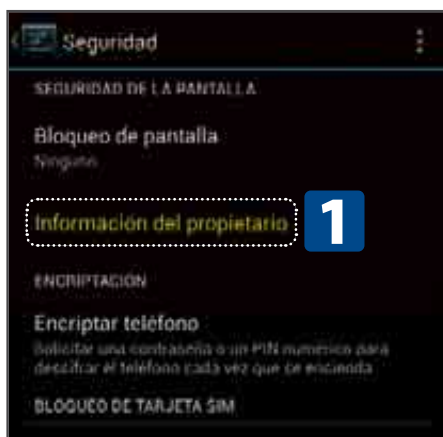 Seguridad
SEGURIDAD DE LA PANTALLA
Bloqueo de pantalla
Ninguno
Información del propietario
1
ENCRIPTACIÓN
Encriptar teléfono
Solicitar una contraseña o un PIN numérico para
descifrar el teléfono cada vez que se encienda
BLOQUEO DE TARJETA SIM